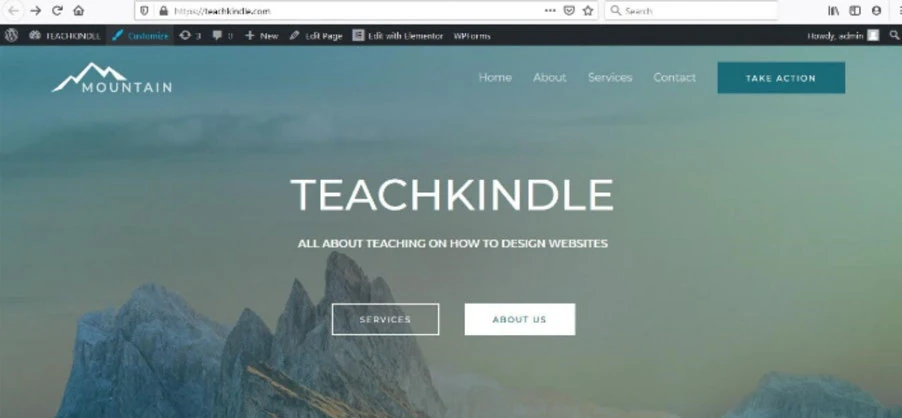 https://teachkindle.com
Search
TEACHKINDLE Customize 3 0 New Edit Page Edit with Elementor WPForms Howdy, admin
MOUNTAIN
Home About Services Contact TAKE ACTION
TEACHKINDLE
ALL ABOUT TEACHING ON HOW TO DESIGN WEBSITES
SERVICES ABOUT US